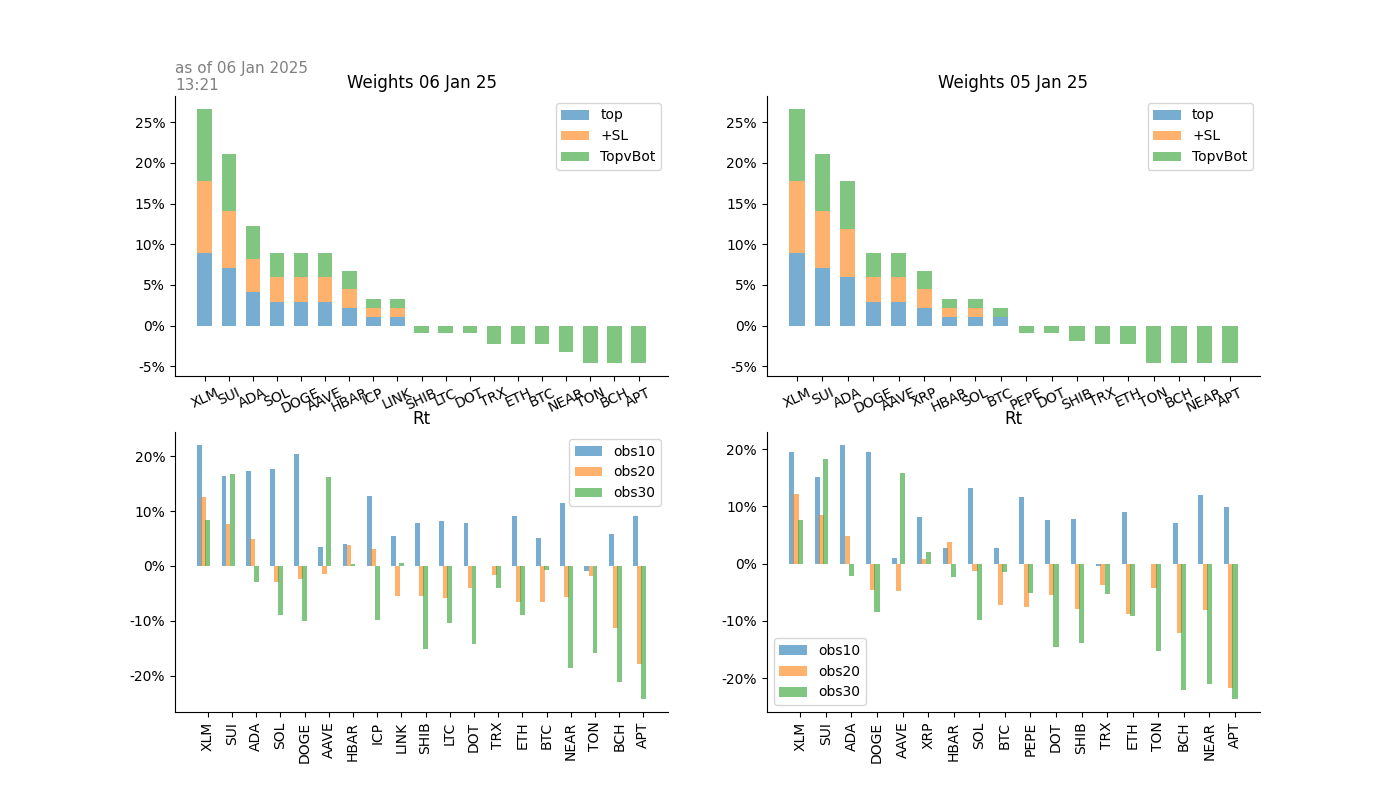 as of 06 Jan 2025
13:21
Weights 06 Jan 25
25%
20%
15%
10%
5%
0%
-5%
top
+SL
TopvBot
XLM SUI ADA SOL DOGE AAVE HBAR ICP LINK SHIB LTC DOT TRX ETH BTC NEAR TON BCH APT
Weights 05 Jan 25
25%
20%
15%
10%
5%
0%
-5%
top
+SL
TopvBot
XLM SUI ADA DOGE AAVE XRP HBAR SOL BTC PEPE DOT SHIB TRX ETH TON BCH NEAR APT
Rt
20%
10%
0%
-10%
-20%
obs10
obs20
obs30
XLM SUI ADA SOL DOGE AAVE HBAR ICP LINK SHIB LTC DOT TRX ETH BTC NEAR TON BCH APT
Rt
20%
10%
0%
-10%
-20%
obs10
obs20
obs30
XLM SUI ADA DOGE AAVE XRP HBAR SOL BTC PEPE DOT SHIB TRX ETH TON BCH NEAR APT